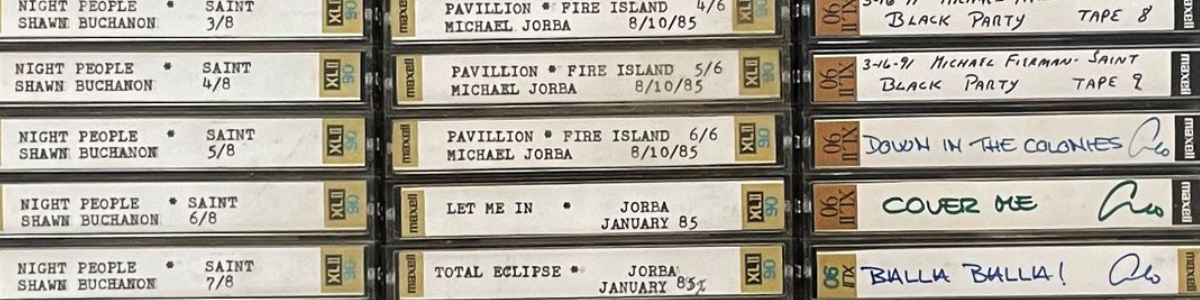 NIGHT PEOPLE * SAINT
SHAWN BUCHANON 3/8
XLII 90
NIGHT PEOPLE * SAINT
SHAWN BUCHANON 4/8
XLII 90
NIGHT PEOPLE * SAINT
SHAWN BUCHANON 5/8
XLII 90
NIGHT PEOPLE * SAINT
SHAWN BUCHANON 6/8
XLII 90
NIGHT PEOPLE * SAINT
SHAWN BUCHANON 7/8
XLII 90
maxell
PAVILLION * FIRE ISLAND 4/6
MICHAEL JORBA 8/10/85
XLII 90
maxell
PAVILLION * FIRE ISLAND 5/6
MICHAEL JORBA 8/10/85
XLII 90
maxell
PAVILLION * FIRE ISLAND 6/6
MICHAEL JORBA 8/10/85
XLII 90
maxell
LET ME IN * JORBA
JANUARY 85
XLII 90
maxell
TOTAL ECLIPSE * JORBA
JANUARY 85
XLII 90
XLII 90
BLACK PARTY TAPE 8
maxell
XLII 90
3-16-91 MICHAEL FIERMAN - SAINT
BLACK PARTY TAPE 9
maxell
XLII 90
DOWN IN THE COLONIES
maxell
XLII 90
COVER ME
maxell
XLII 90
BALLA BALLA!
maxell